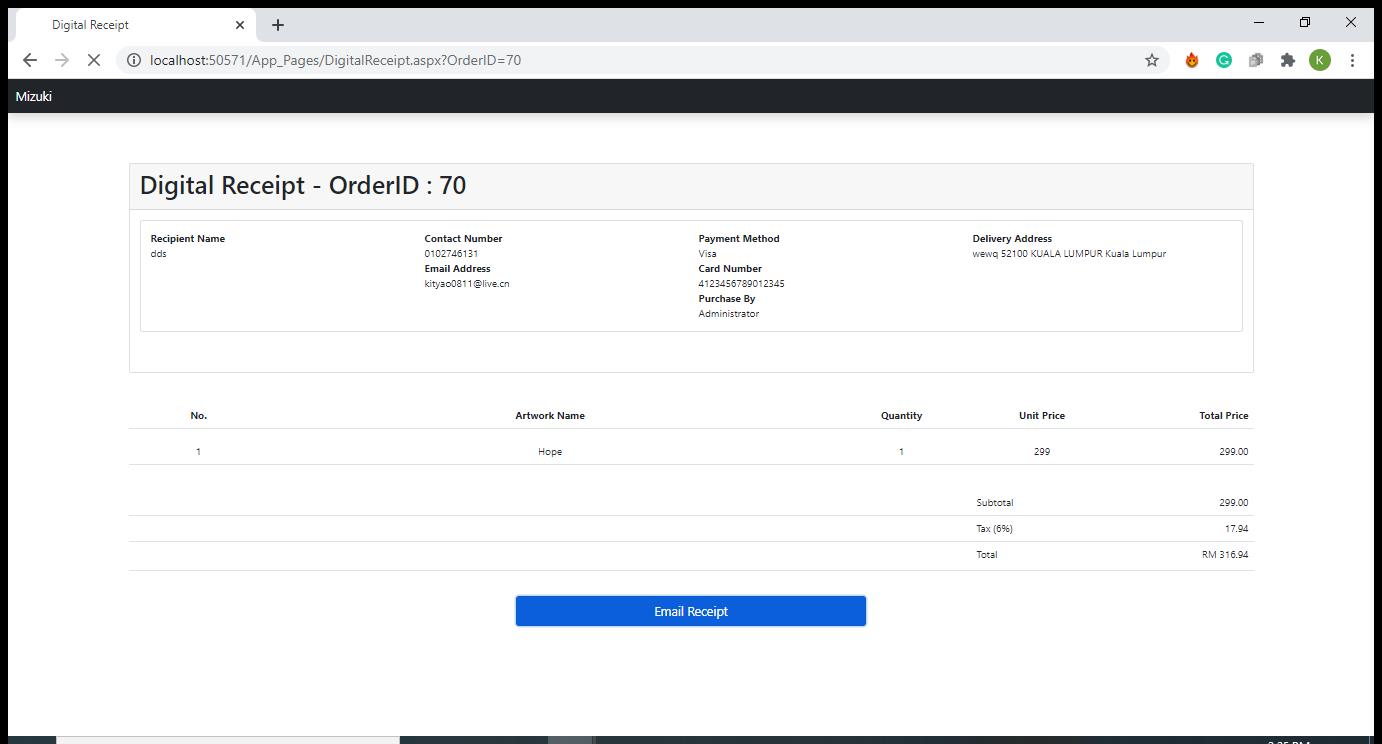 Digital Receipt
localhost:50571/App_Pages/DigitalReceipt.aspx?OrderID=70
K
Mizuki
Digital Receipt - OrderID : 70
Recipient Name
dds
Contact Number
0102746131
Email Address
kityao0811@live.cn
Payment Method
Visa
Card Number
4123456789012345
Purchase By
Administrator
Delivery Address
wewq 52100 KUALA LUMPUR Kuala Lumpur
No. Artwork Name Quantity Unit Price Total Price
1 Hope 1 299 299.00
Subtotal 299.00
Tax (6%) 17.94
Total RM 316.94
Email Receipt